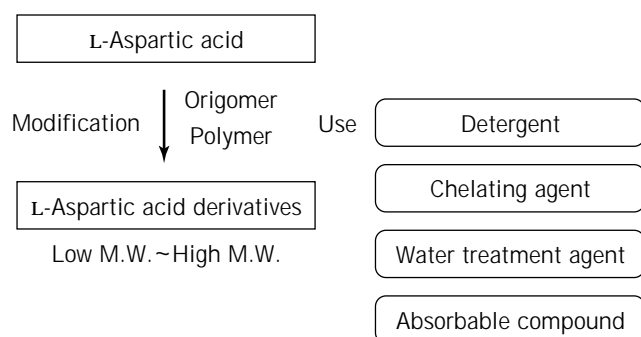 L-Aspartic acid
Modification
Origomer
Polymer
Use
L-Aspartic acid derivatives
Low M.W.~High M.W.
Detergent
Chelating agent
Water treatment agent
Absorbable compound